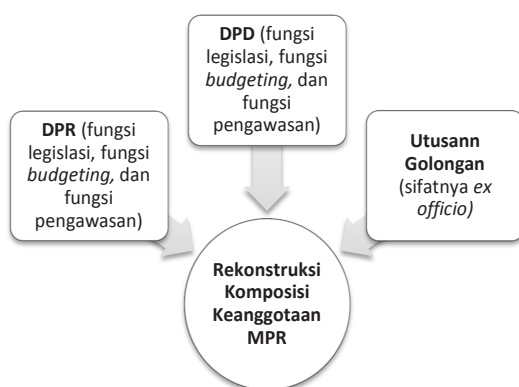 DPD (fungsi
legislasi, fungsi
budgeting, dan
fungsi
pengawasan)
DPR (fungsi
legislasi, fungsi
budgeting, dan
fungsi
pengawasan)
Utusann
Golongan
(sifatnya ex
officio)
Rekonstruksi
Komposisi
Keanggotaan
MPR